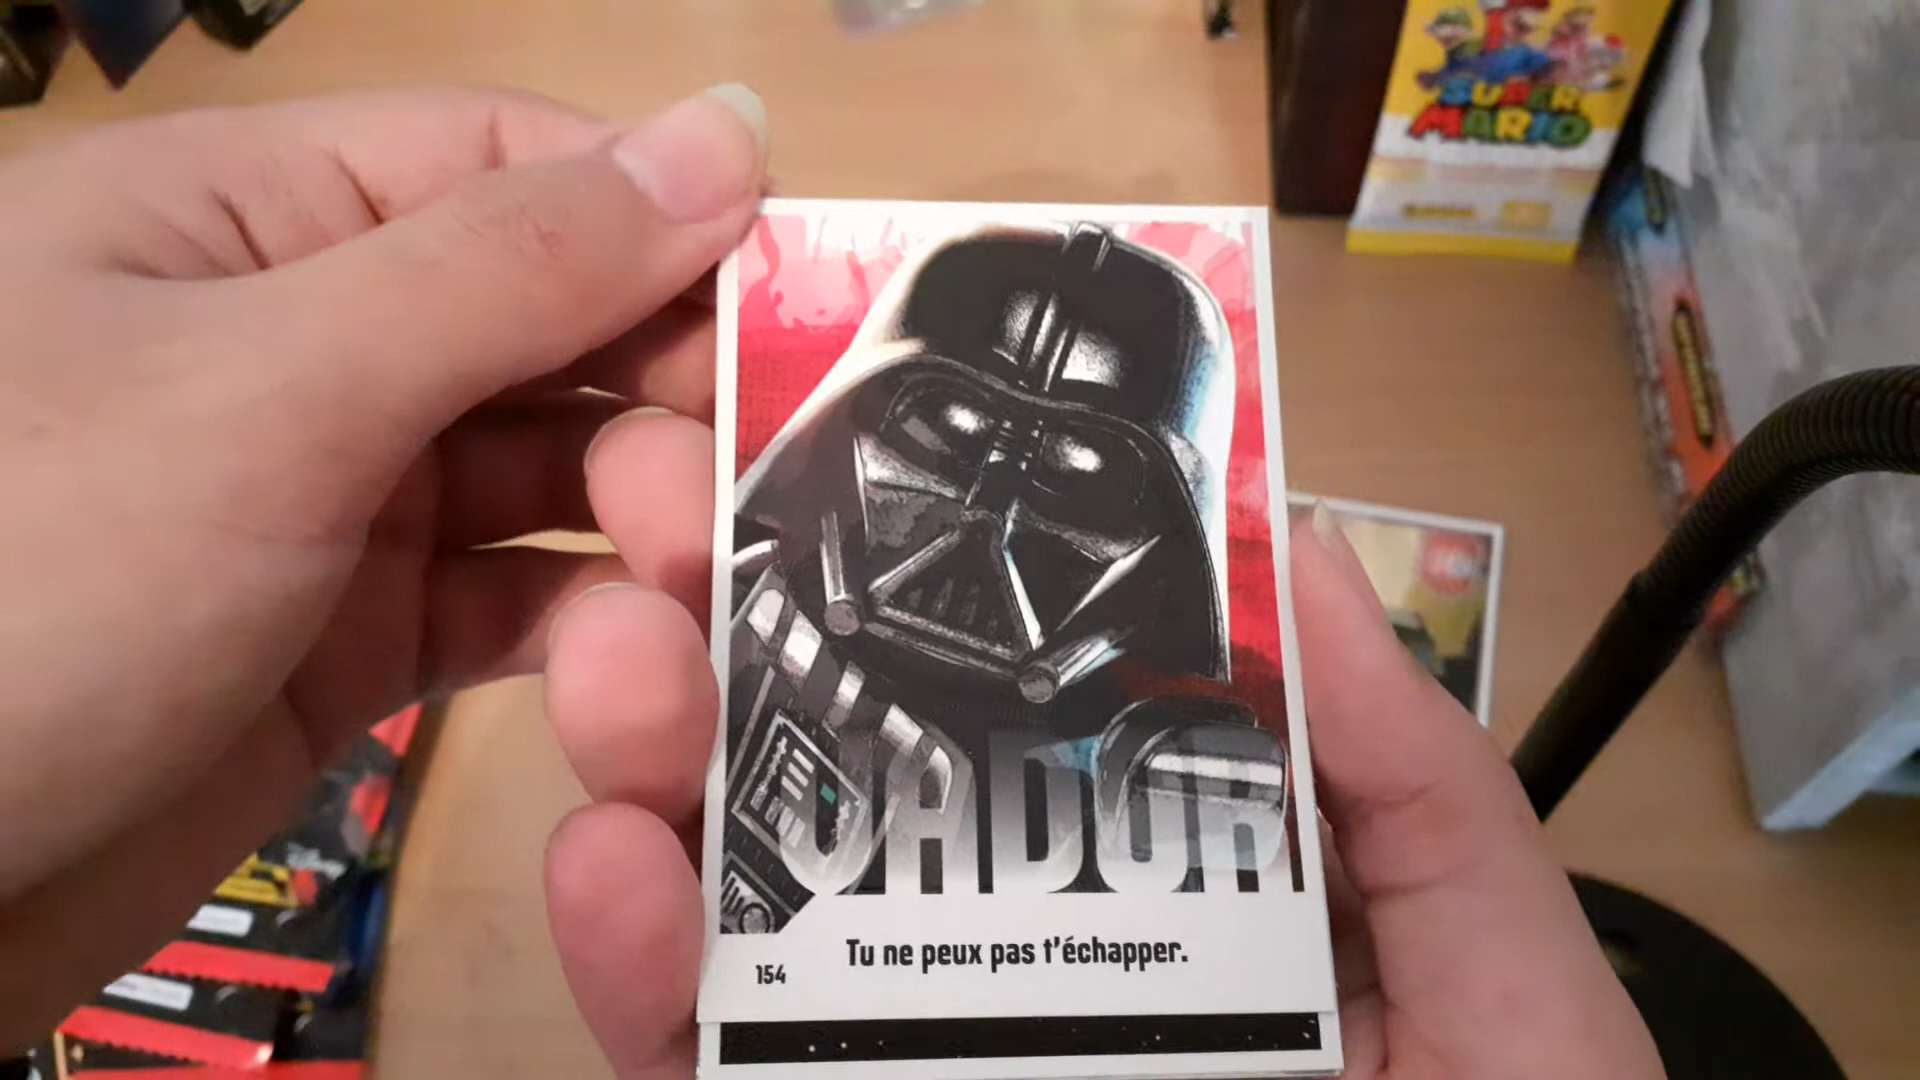 SUPER
MARIO
VADOR
Tu ne peux pas t'échapper.
154